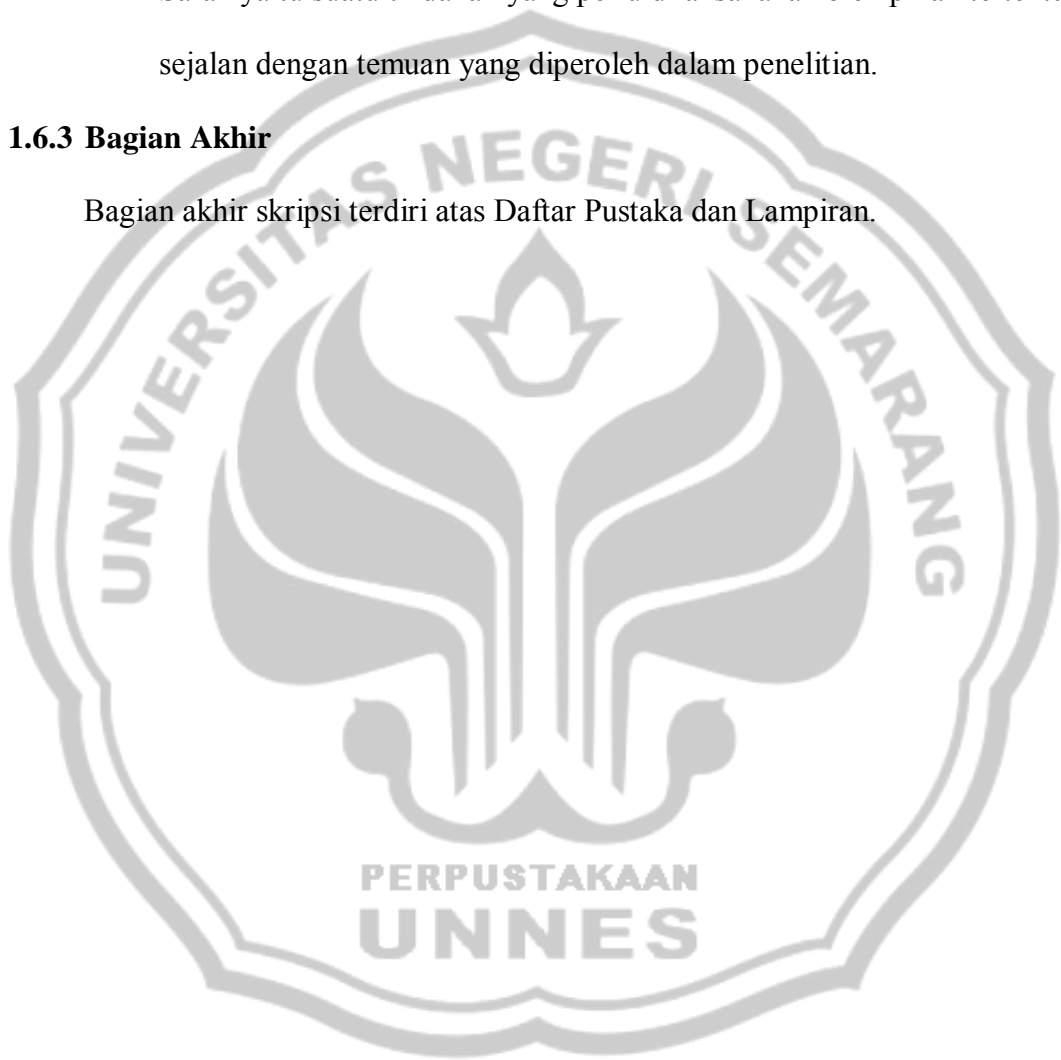 sejalan dengan temuan yang diperoleh dalam penelitian.
1.6.3 Bagian Akhir
Bagian akhir skripsi terdiri atas Daftar Pustaka dan Lampiran.
UNIVERSITAS NEGERI SEMARANG
PERPUSTAKAAN
UNNES